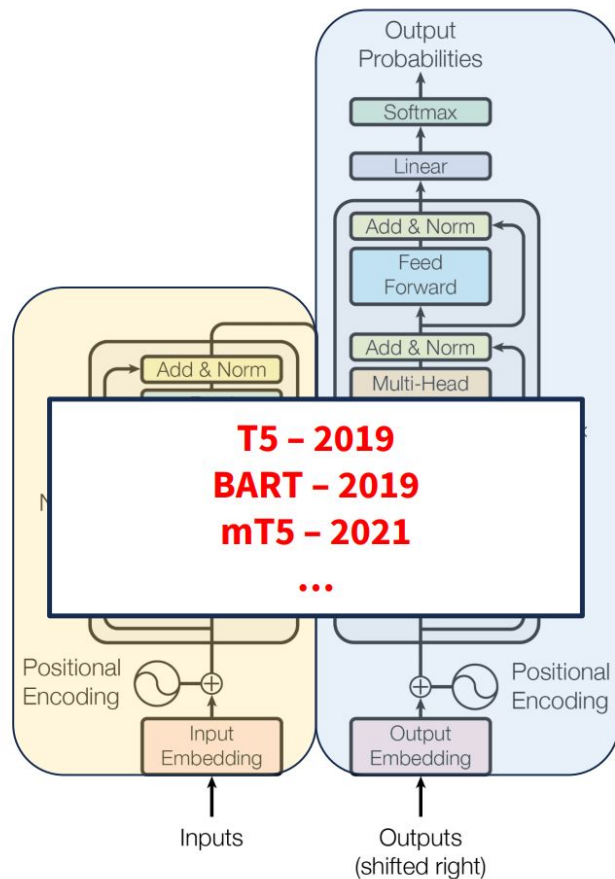 Output
Probabilities
Softmax
Linear
Add & Norm
Feed
Forward
Add & Norm
Multi-Head
Add & Norm
T5 – 2019
BART – 2019
mT5 – 2021
...
Positional
Encoding
Positional
Encoding
Input
Embedding
Output
Embedding
Inputs
Outputs
(shifted right)